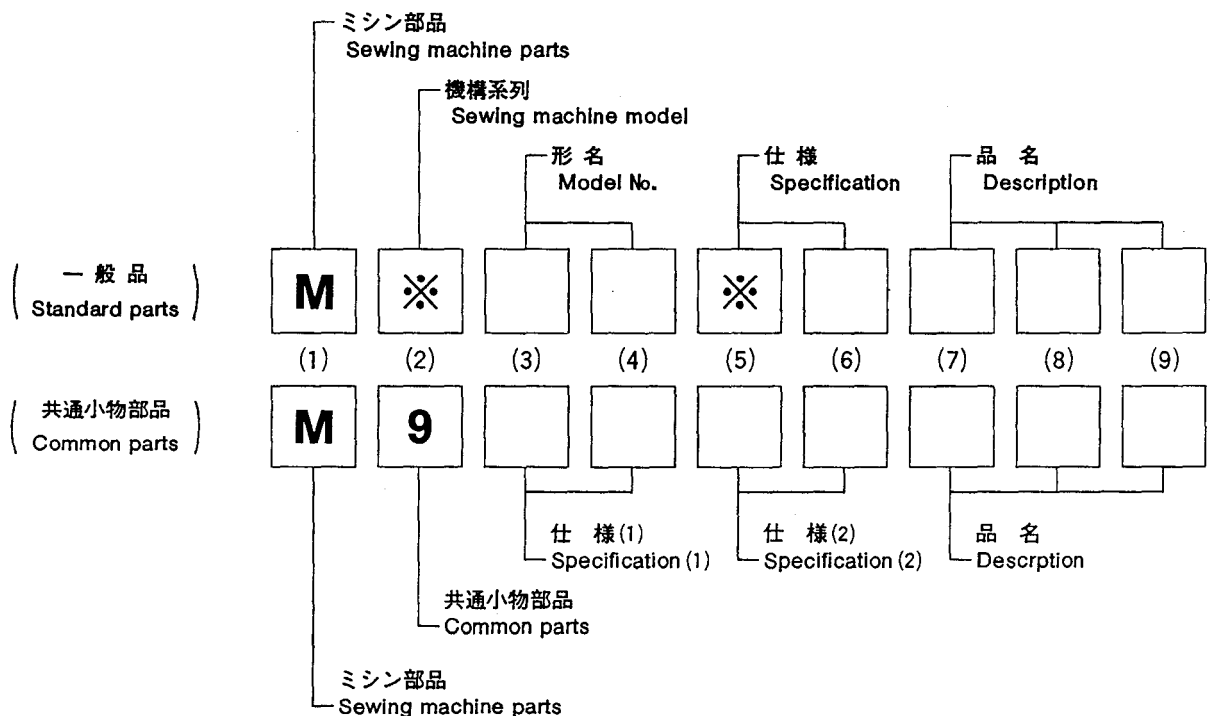 ミシン部品
Sewing machine parts
機構系列
Sewing machine model
形 名
Model No.
仕 様
Specification
品 名
Description
一 般 品
Standard parts
M ※ ※
(1) (2) (3) (4) (5) (6) (7) (8) (9)
共通小物部品
Common parts
M 9
仕 様(1)
Specification(1)
仕 様(2)
Specification(2)
品 名
Descrption
共通小物部品
Common parts
ミシン部品
Sewing machine parts